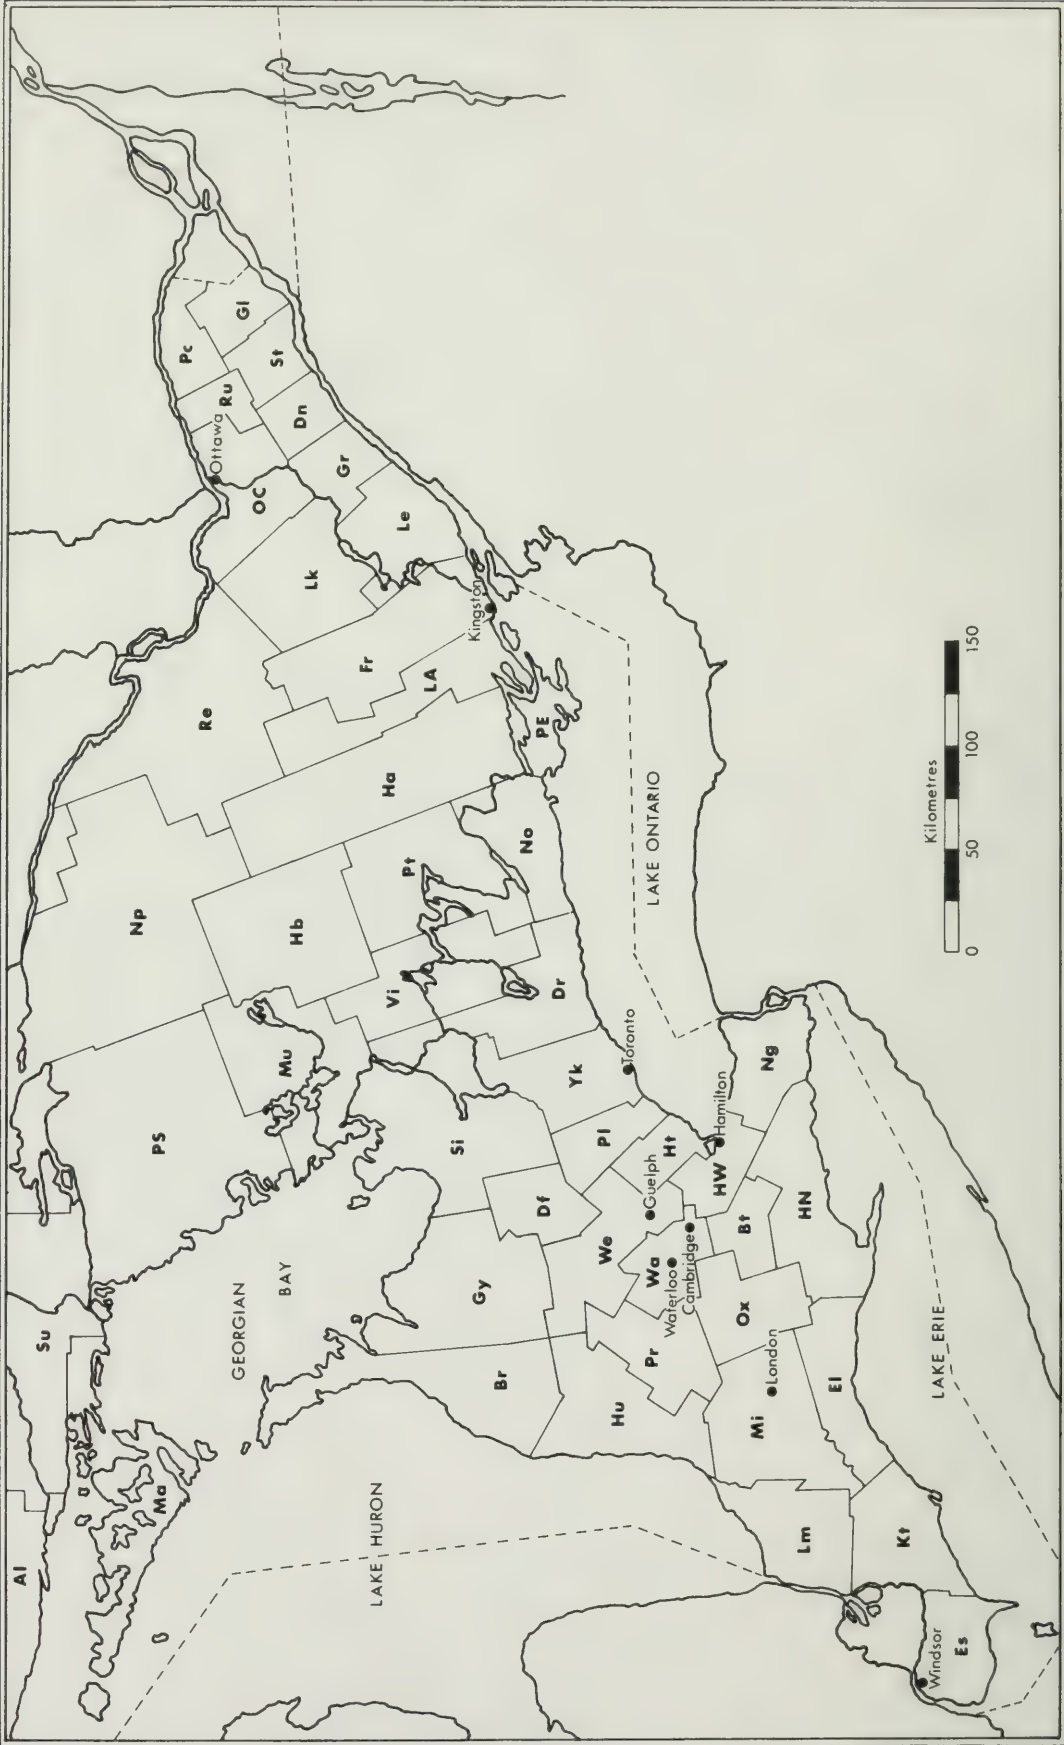 Al
Su
Ma
GEORGIAN
BAY
LAKE HURON
PS
Np
Mu
Hb
Re
Pc
Gl
Ru
St
Ottawa
OC
Dn
Gr
Lk
Le
Fr
LA
Kingston
Ha
PE
Pt
No
Vi
Dr
LAKE ONTARIO
Si
Yk
Toronto
Gy
Df
Pl
Ht
Br
We
Guelph
Hamilton
HW
Ng
Wa
Waterloo
Cambridge
Bt
HN
Hu
Pr
Ox
London
Mi
El
LAKE ERIE
Lm
Kt
Windsor
Es
Kilometres
0 50 100 150